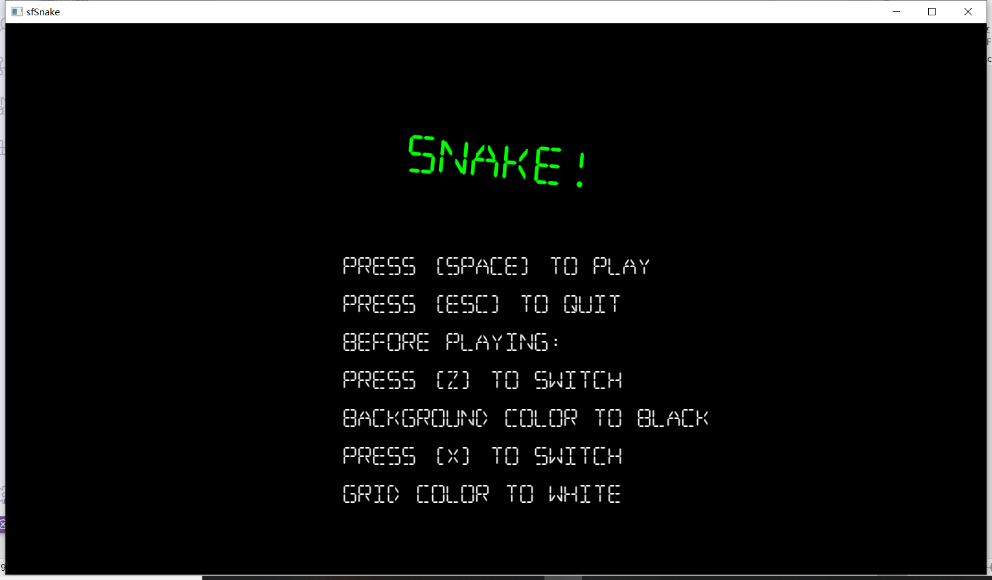 sfSnake
SNAKE!
PRESS [SPACE] TO PLAY
PRESS [ESC] TO QUIT
BEFORE PLAYING:
PRESS [Z] TO SWITCH
BACKGROUND COLOR TO BLACK
PRESS [X] TO SWITCH
GRID COLOR TO WHITE